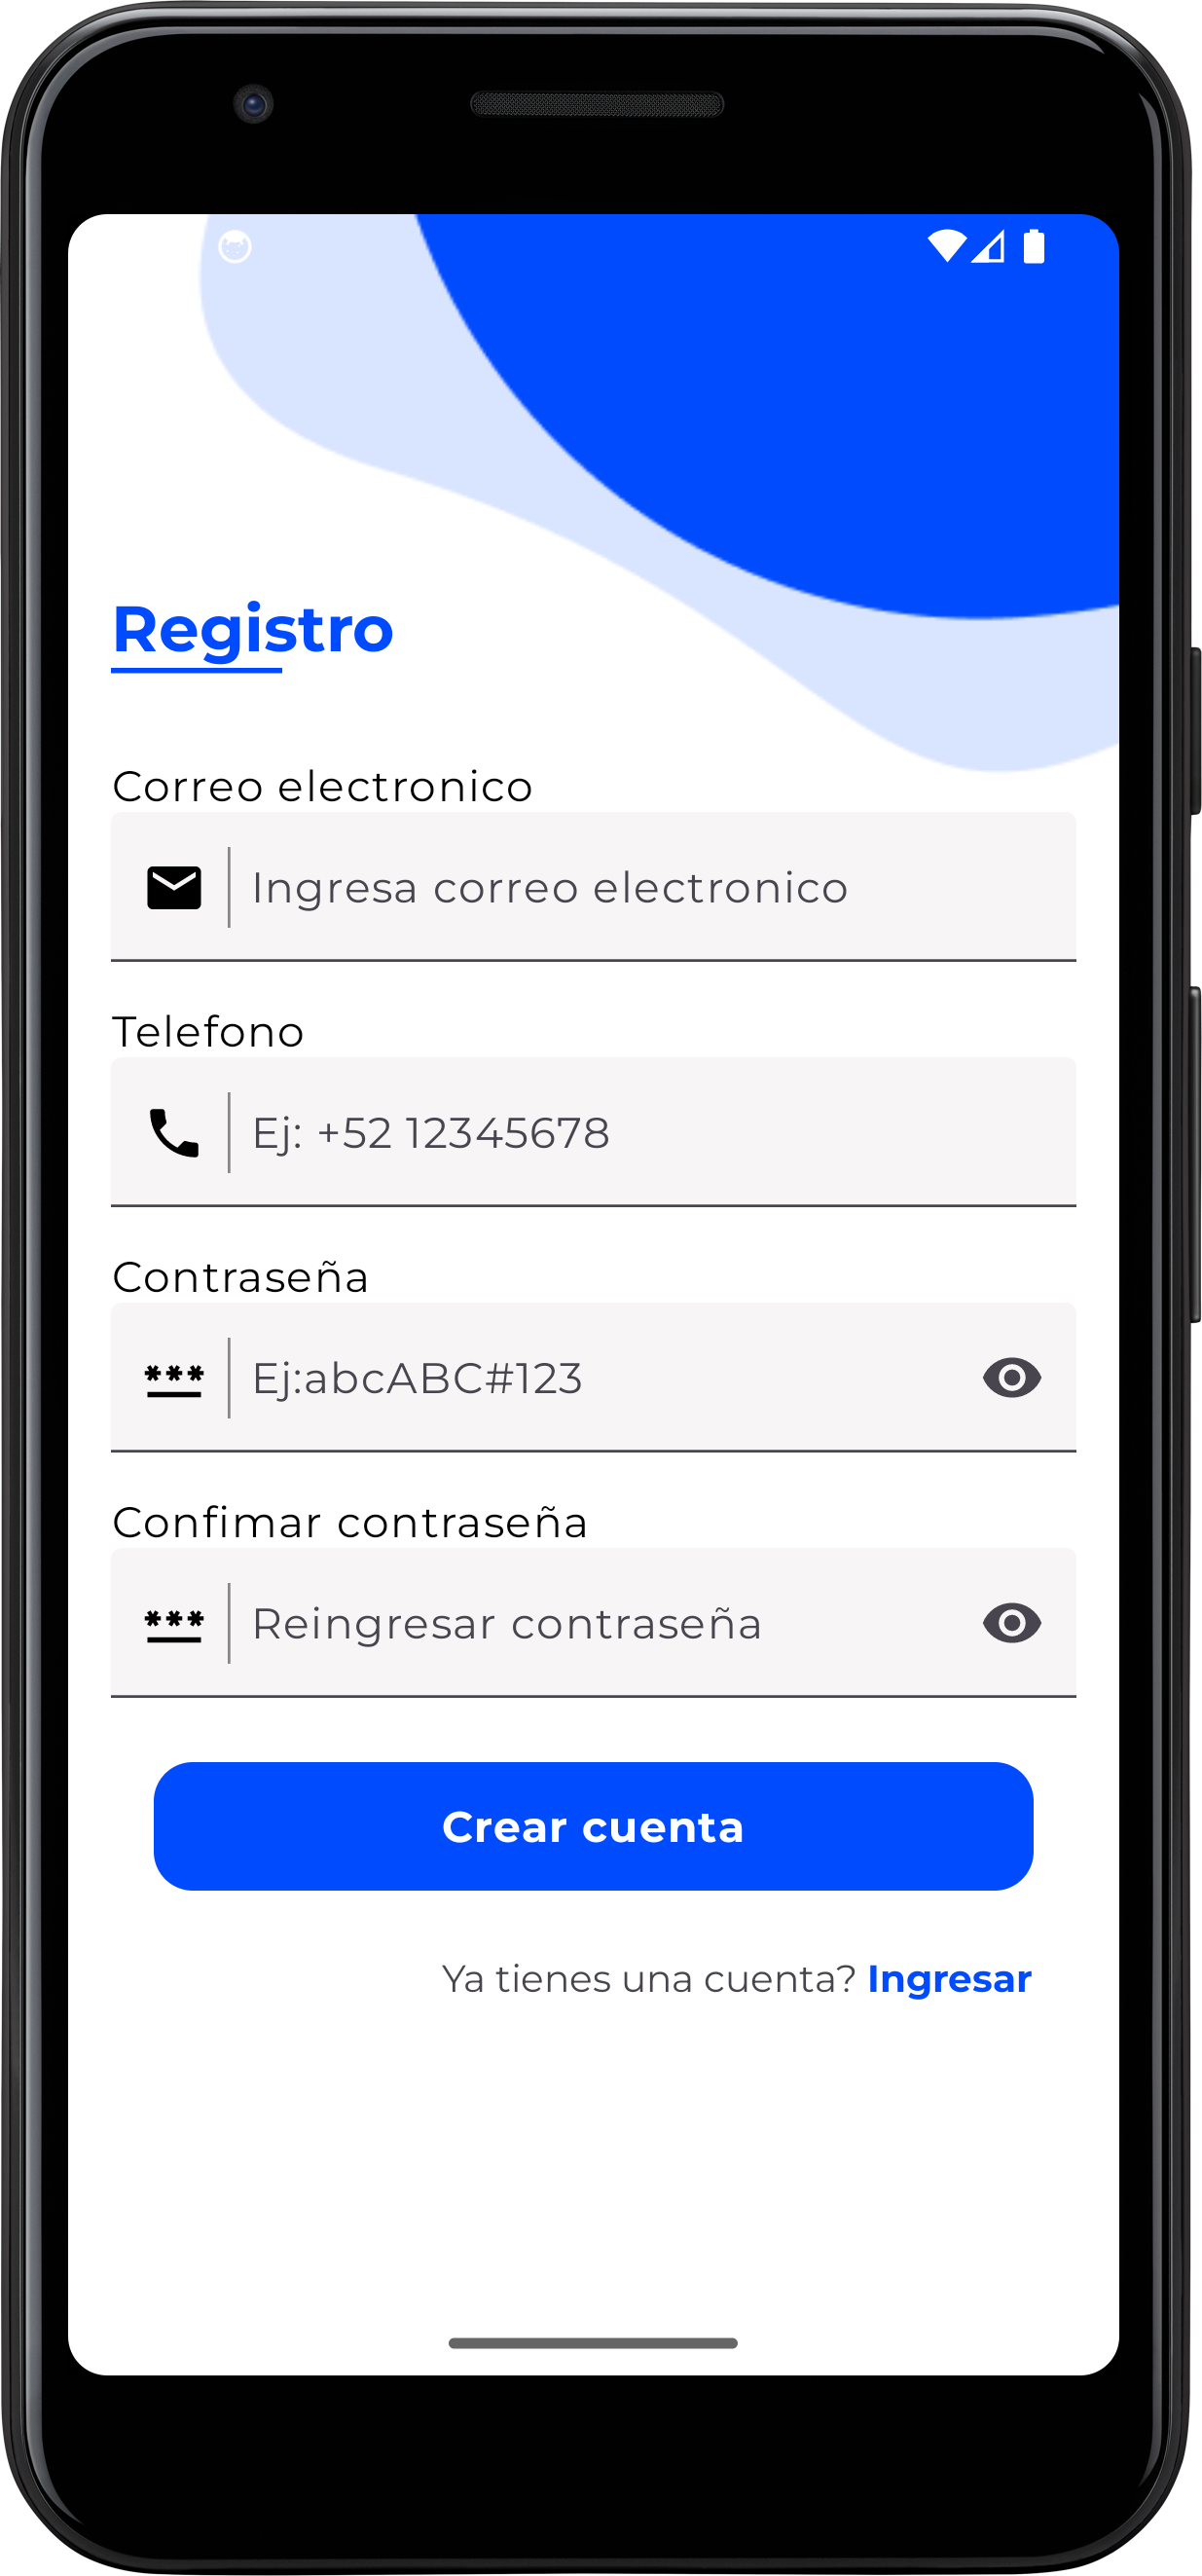 Registro
Correo electronico
Ingresa correo electronico
Telefono
Ej: +52 12345678
Contraseña
*** Ej:abcABC#123
Confimar contraseña
*** Reingresar contraseña
Crear cuenta
Ya tienes una cuenta? Ingresar